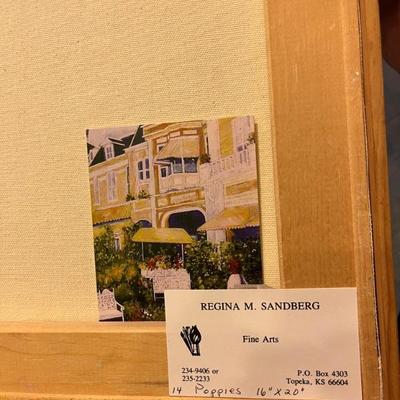 REGINA M. SANDBERG
Fine Arts
234-9406 or
235-2233
P.O. Box 4303
Topeka, KS 66604
14 Poppies 16"X20"